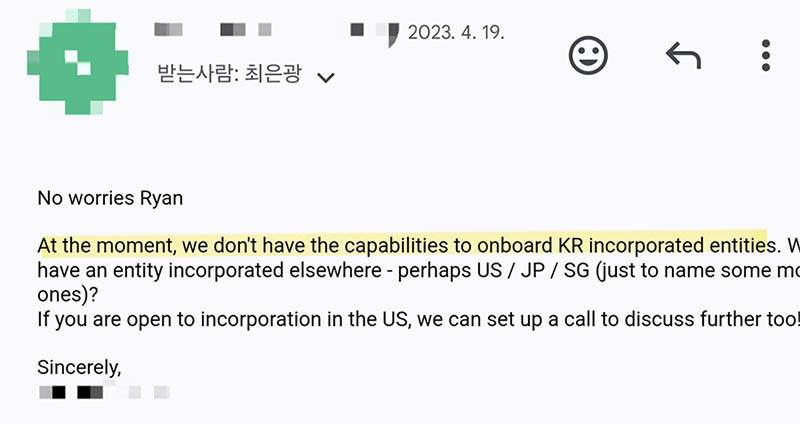 2023. 4. 19.
받는사람: 최은광
No worries Ryan
At the moment, we don't have the capabilities to onboard KR incorporated entities. W
have an entity incorporated elsewhere - perhaps US / JP / SG (just to name some mo
ones)?
If you are open to incorporation in the US, we can set up a call to discuss further too!
Sincerely,